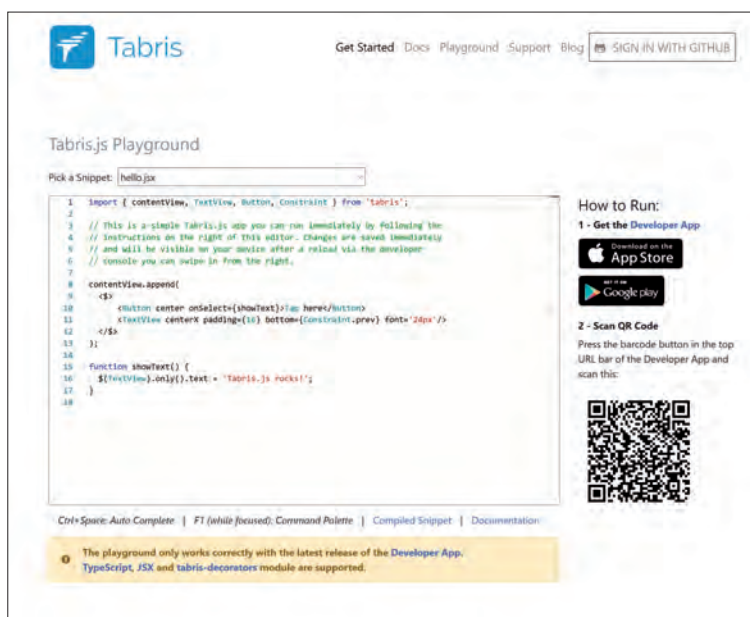 Tabris
Get Started Docs Playground Support Blog SIGN IN WITH GITHUB
Tabris.js Playground
Pick a Snippet: hello.jsx
1 import { contentView, TextView, Button, Constraint } from 'tabris';
2
3 // This is a simple Tabris.js app you can run immediately by following the
4 // instructions on the right of this editor. Changes are saved immediately
5 // and will be visible on your device after a reload via the developer
6 // console you can swipe in from the right.
7
8 contentView.append(
9 <$>
10 <Button center onSelect={showText}>Tap here</Button>
11 <TextView centerX padding={16} bottom={Constraint.prev} font='24px'/>
12 </$>
13 );
14
15 function showText() {
16 $(TextView).only().text = 'Tabris.js rocks!';
17 }
18
Ctrl+Space: Auto Complete | F1 (while focused): Command Palette | Compiled Snippet | Documentation
The playground only works correctly with the latest release of the Developer App.
TypeScript, JSX and tabris-decorators module are supported.
How to Run:
1 - Get the Developer App
Download on the
App Store
GET IT ON
Google play
2 - Scan QR Code
Press the barcode button in the top
URL bar of the Developer App and
scan this: